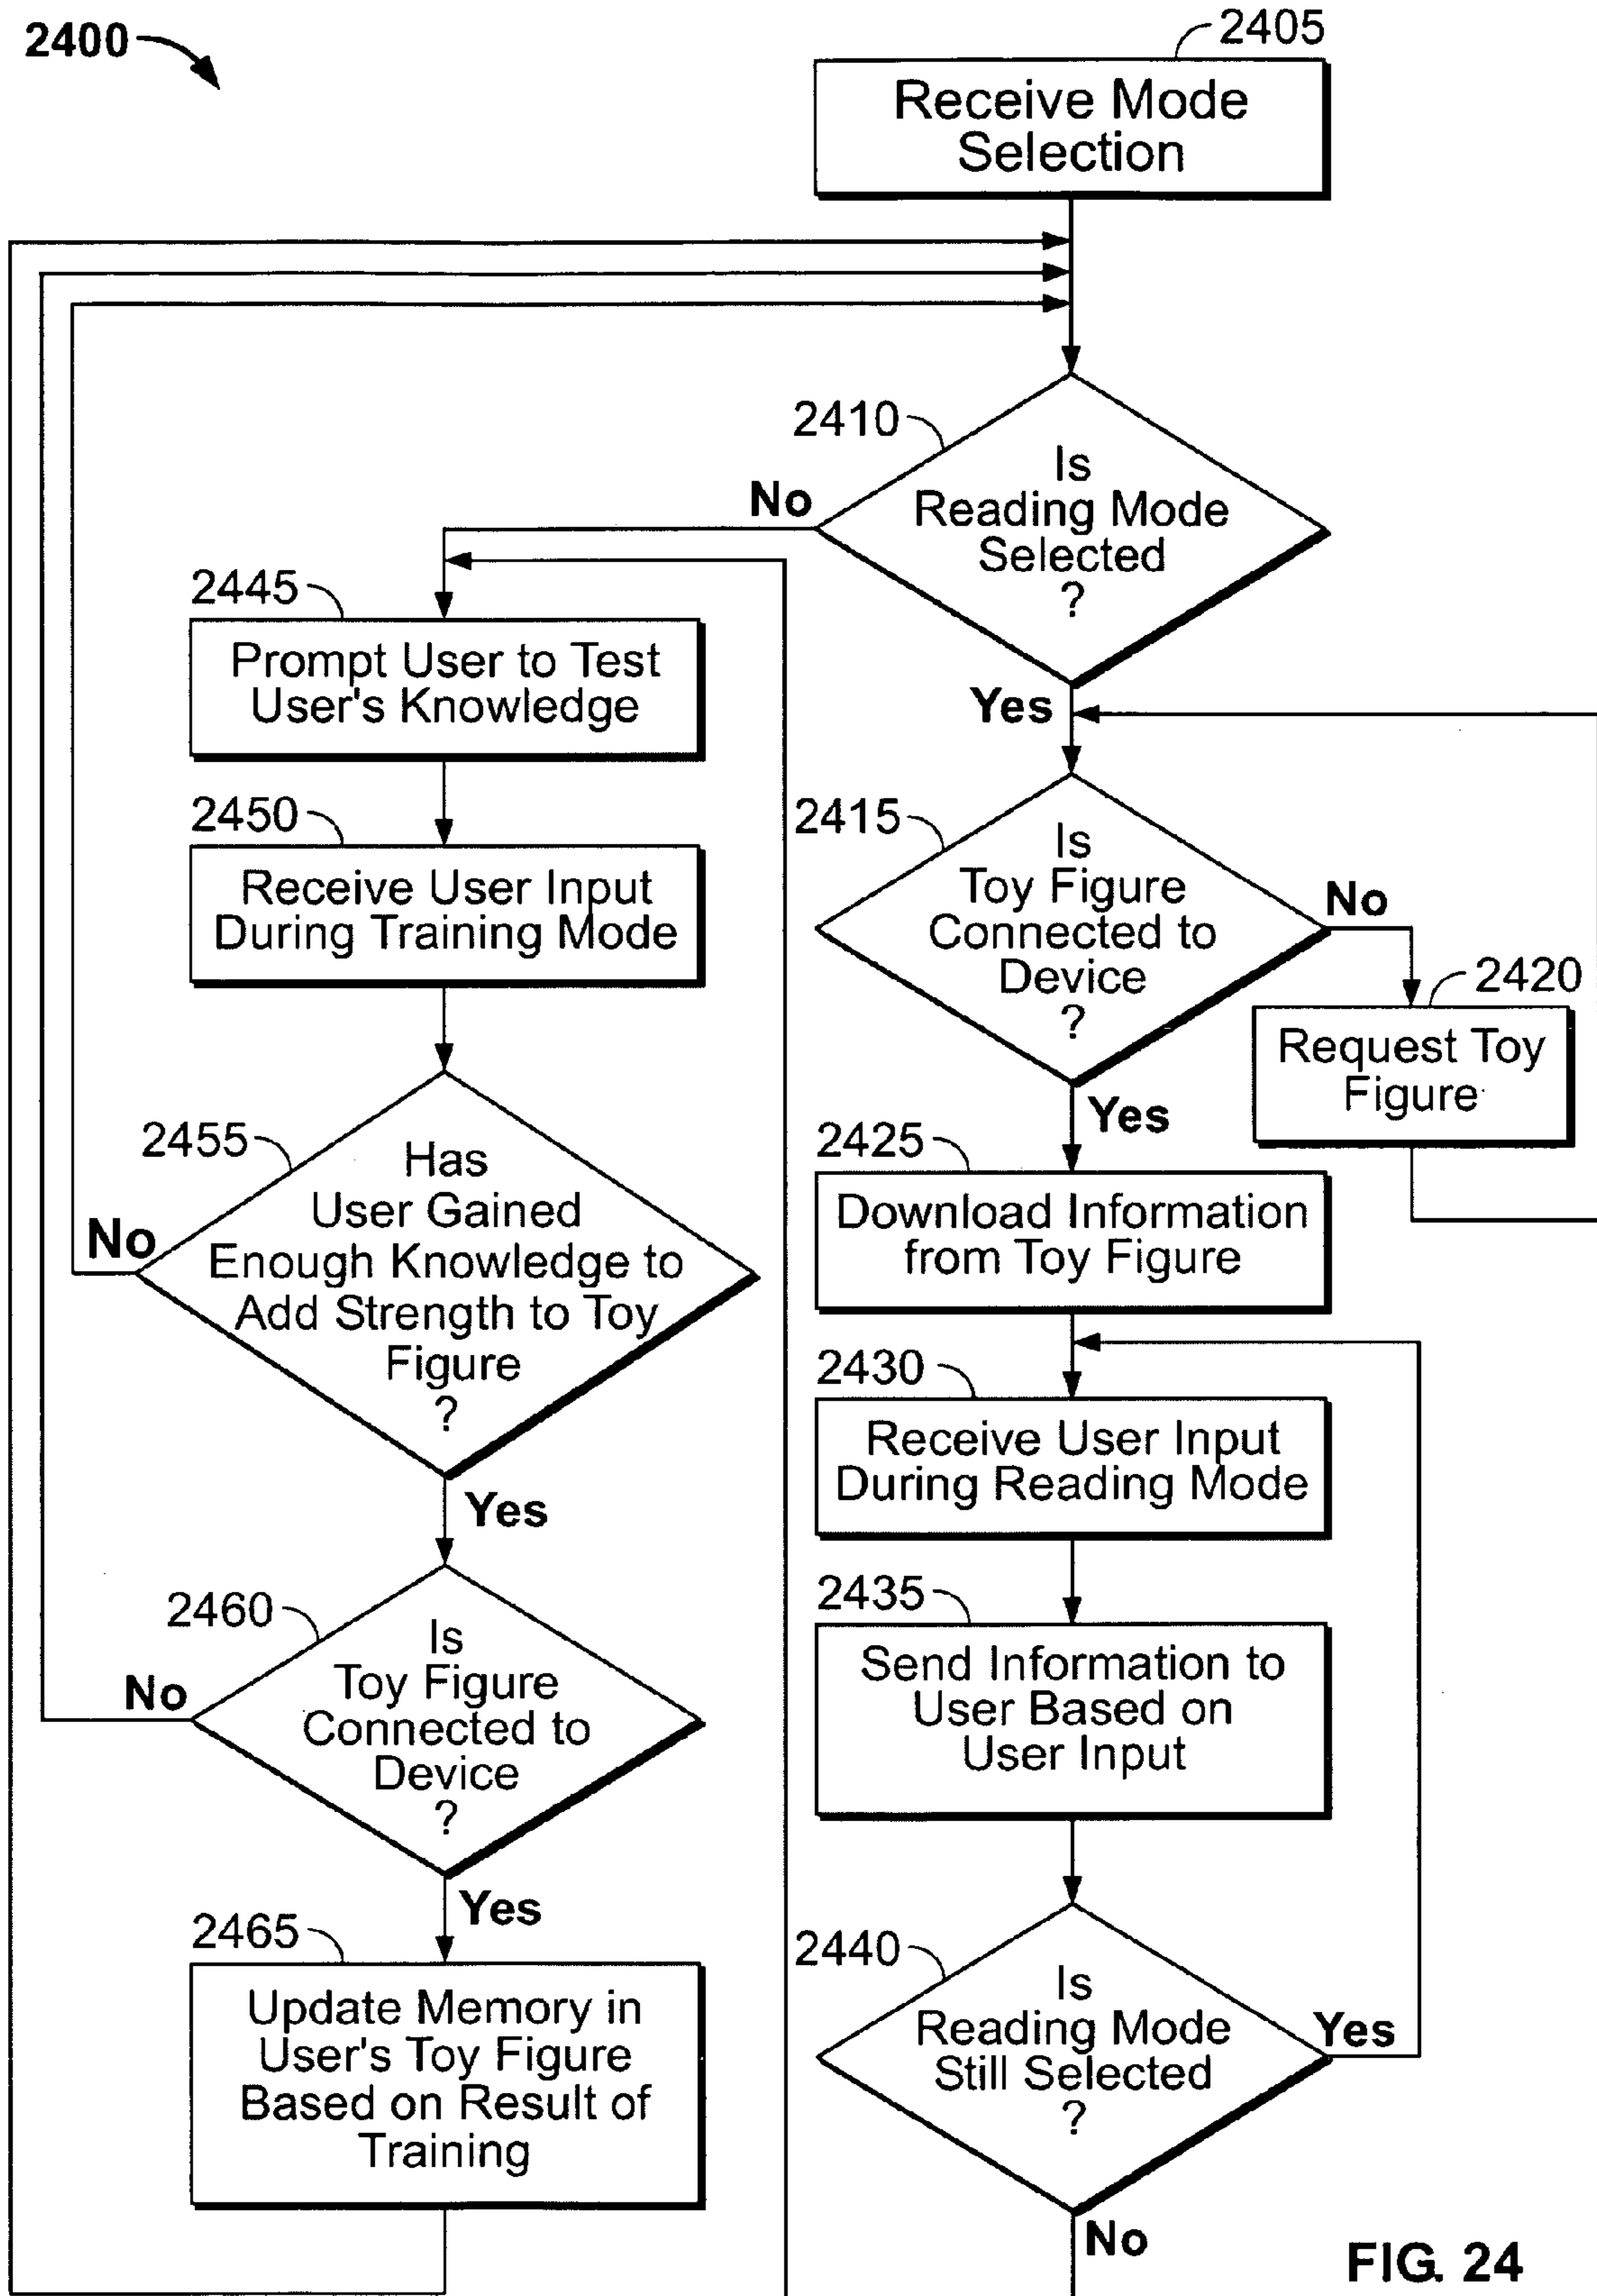 2400
2405
Receive Mode
Selection
2410
Is
Reading Mode
Selected
?
No
Yes
2445
Prompt User to Test
User's Knowledge
2450
Receive User Input
During Training Mode
2455
Has
User Gained
Enough Knowledge to
Add Strength to Toy
Figure
?
No
Yes
2460
Is
Toy Figure
Connected to
Device
?
No
Yes
2465
Update Memory in
User's Toy Figure
Based on Result of
Training
2415
Is
Toy Figure
Connected to
Device
?
No
2420
Request Toy
Figure
Yes
2425
Download Information
from Toy Figure
2430
Receive User Input
During Reading Mode
2435
Send Information to
User Based on
User Input
2440
Is
Reading Mode
Still Selected
?
Yes
No
FIG. 24